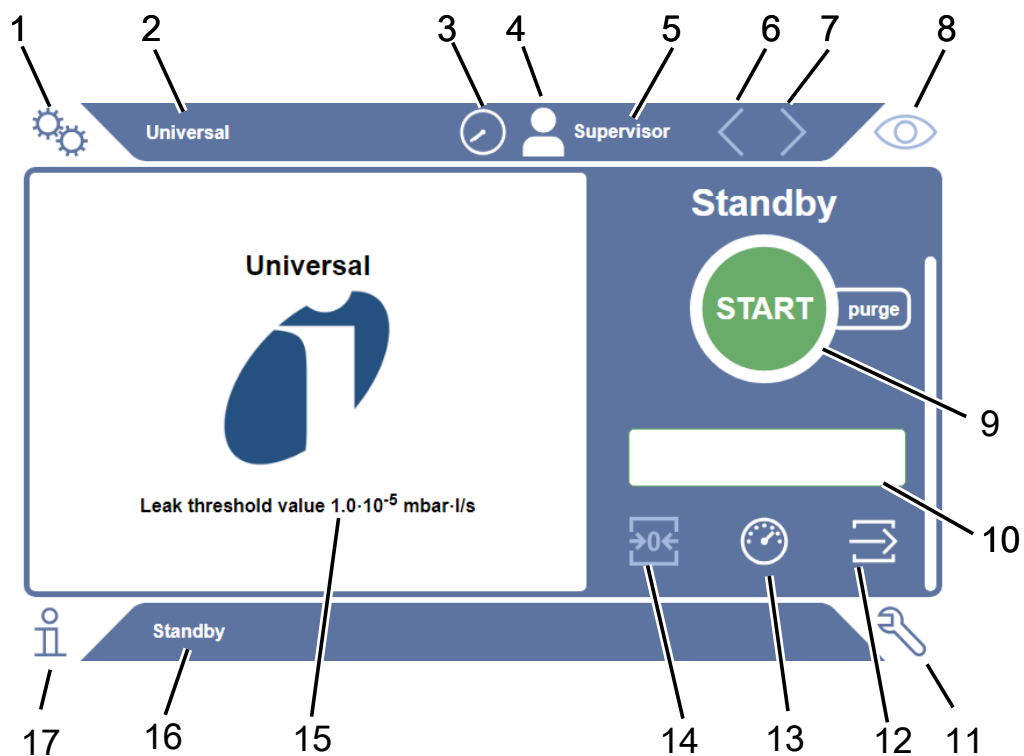 1 2 3 4 5 6 7 8
Universal Supervisor
Standby
Universal
START purge
9
Leak threshold value 1.0·10⁻⁵ mbar·l/s
10
→0←
Standby
17 16 15 14 13 12 11